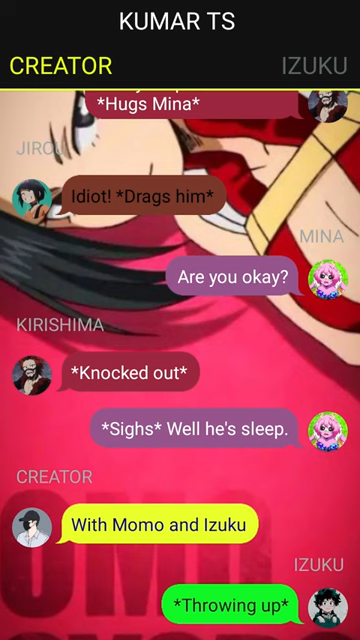 KUMAR TS
CREATOR
IZUKU
*Hugs Mina*
JIROU
Idiot! *Drags him*
MINA
Are you okay?
KIRISHIMA
*Knocked out*
*Sighs* Well he's sleep.
CREATOR
With Momo and Izuku
IZUKU
*Throwing up*